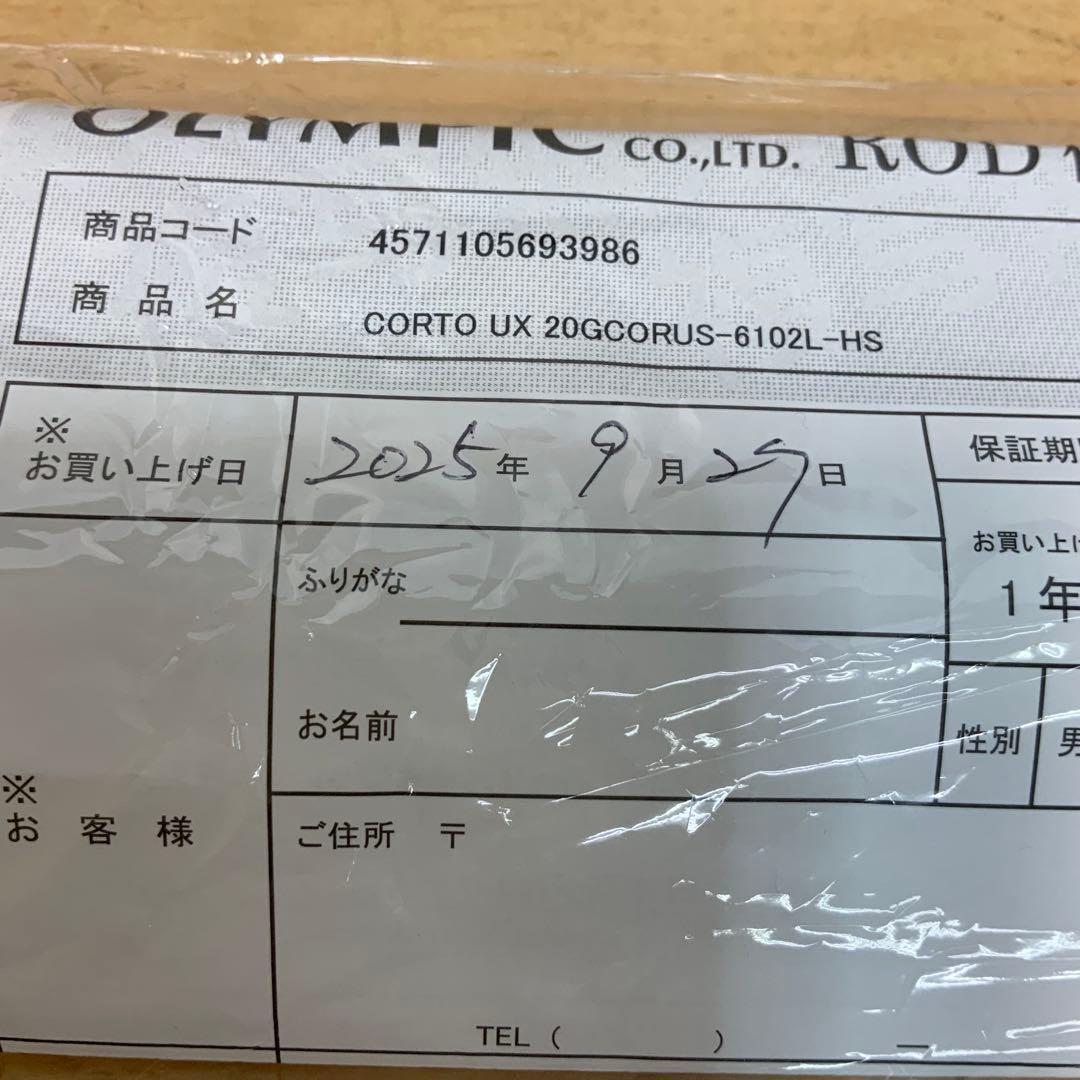 OLYMPIC CO.,LTD. ROD
商品コード 4571105693986
商品名 CORTO UX 20GCORUS-6102L-HS
※
お買い上げ日 2025年 9月 27日
保証期
お買い上げ
1年
ふりがな
お名前
性別 男
※
お客様
ご住所 〒
TEL ( ) ー